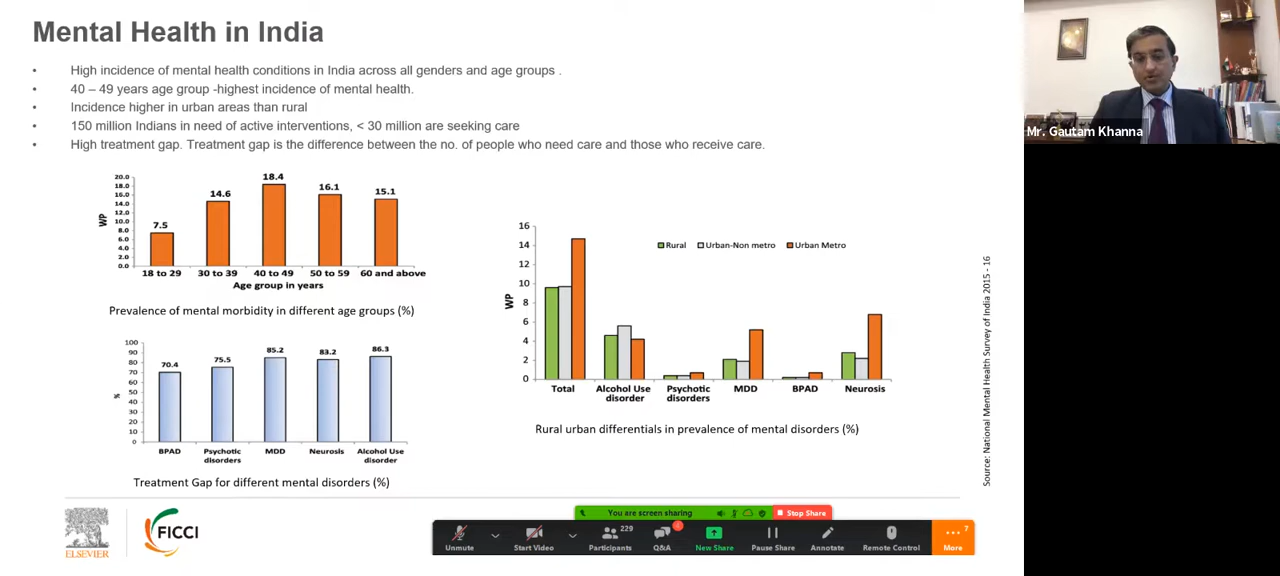 Mental Health in India
• High incidence of mental health conditions in India across all genders and age groups .
• 40 – 49 years age group -highest incidence of mental health.
• Incidence higher in urban areas than rural
• 150 million Indians in need of active interventions, < 30 million are seeking care
• High treatment gap. Treatment gap is the difference between the no. of people who need care and those who receive care.
Mr. Gautam Khanna
WP
20.0
18.0
16.0
14.0
12.0
10.0
8.0
6.0
4.0
2.0
0.0
7.5
14.6
18.4
16.1
15.1
18 to 29 30 to 39 40 to 49 50 to 59 60 and above
Age group in years
Prevalence of mental morbidity in different age groups (%)
%
100
90
80
70
60
50
40
30
20
10
0
70.4
75.5
85.2
83.2
86.3
BPAD Psychotic disorders MDD Neurosis Alcohol Use disorder
Treatment Gap for different mental disorders (%)
WP
16
14
12
10
8
6
4
2
0
Rural Urban-Non metro Urban Metro
Total Alcohol Use disorder Psychotic disorders MDD BPAD Neurosis
Rural urban differentials in prevalence of mental disorders (%)
Source: National Mental Health Survey of India 2015 - 16
ELSEVIER
FICCI
You are screen sharing Stop Share
229
4
7
Unmute Start Video Participants Q&A New Share Pause Share Annotate Remote Control More